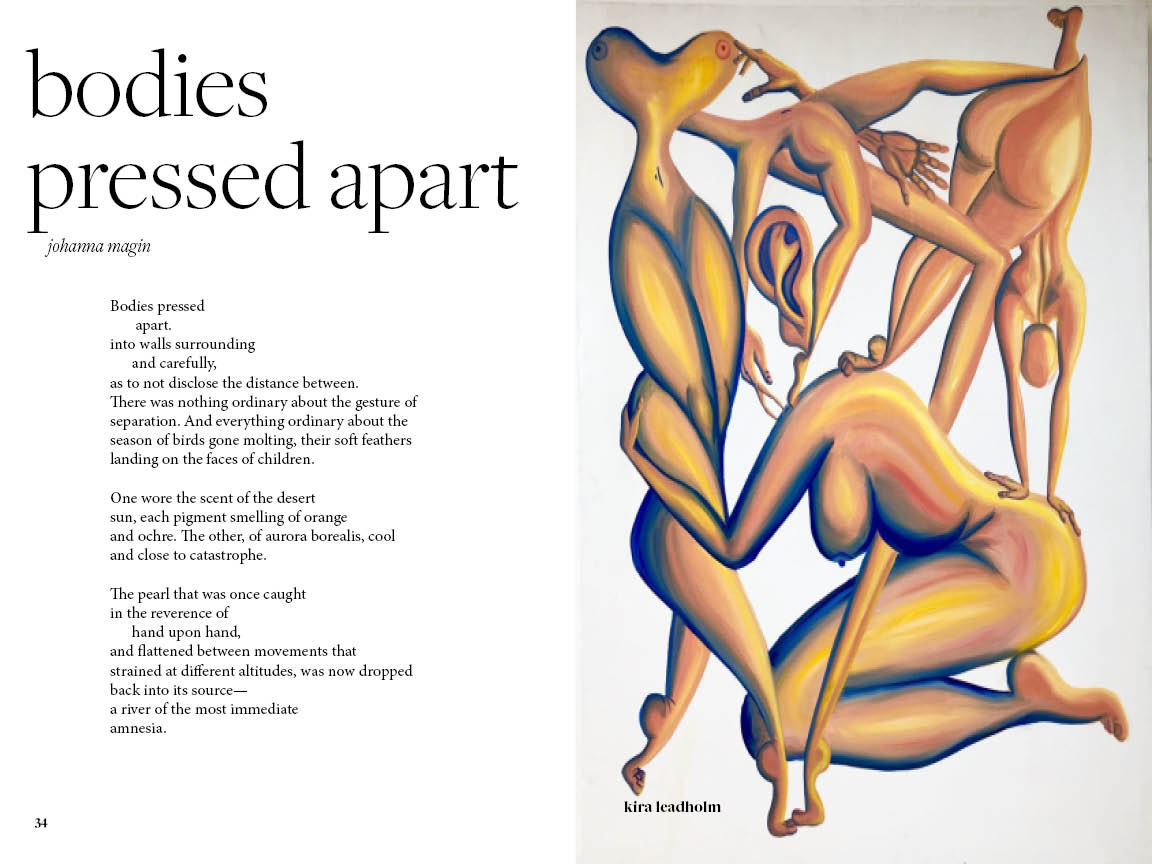 bodies
pressed apart
johanna magin
Bodies pressed
apart.
into walls surrounding
and carefully,
as to not disclose the distance between.
There was nothing ordinary about the gesture of
separation. And everything ordinary about the
season of birds gone molting, their soft feathers
landing on the faces of children.
One wore the scent of the desert
sun, each pigment smelling of orange
and ochre. The other, of aurora borealis, cool
and close to catastrophe.
The pearl that was once caught
in the reverence of
hand upon hand,
and flattened between movements that
strained at different altitudes, was now dropped
back into its source—
a river of the most immediate
amnesia.
34
kira leadholm